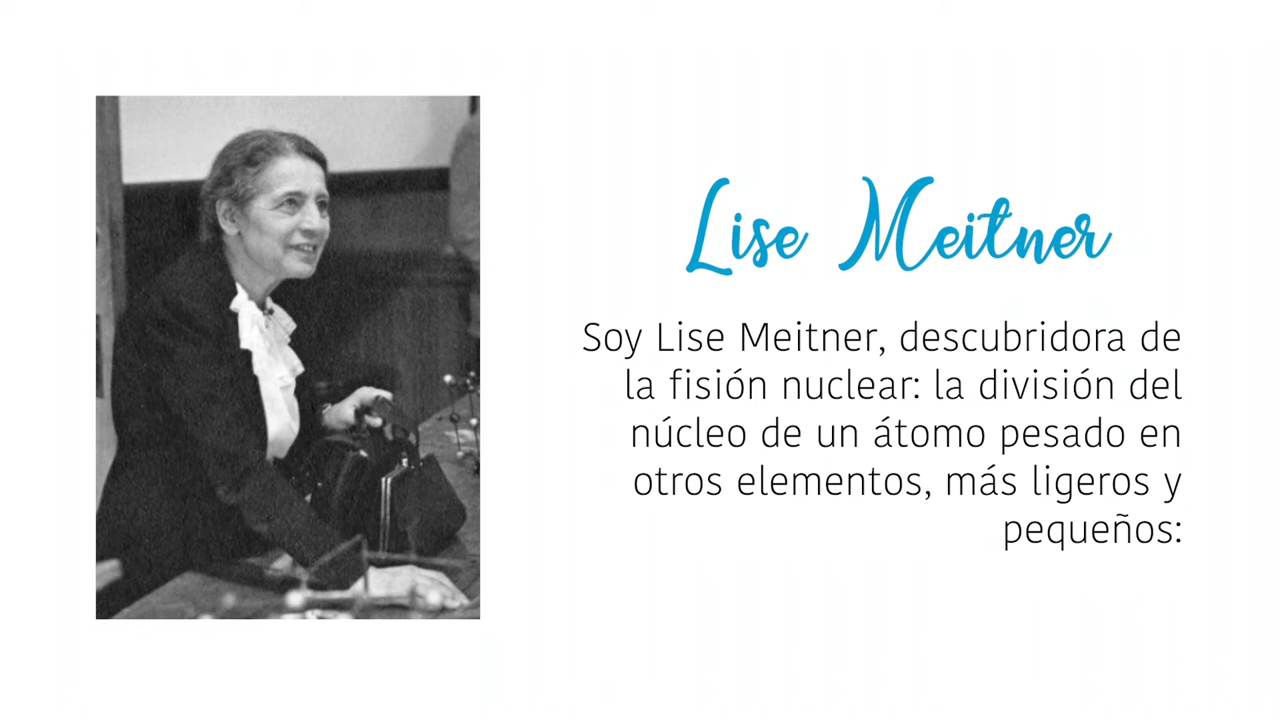 Lise Meitner
Soy Lise Meitner, descubridora de
la fisión nuclear: la división del
núcleo de un átomo pesado en
otros elementos, más ligeros y
pequeños: